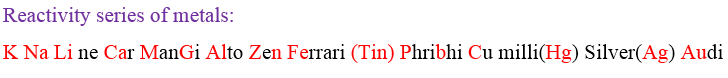 Reactivity series of metals:
K Na Li ne Car ManGi Alto Zen Ferrari (Tin) Phribhi Cu milli(Hg) Silver(Ag) Audi